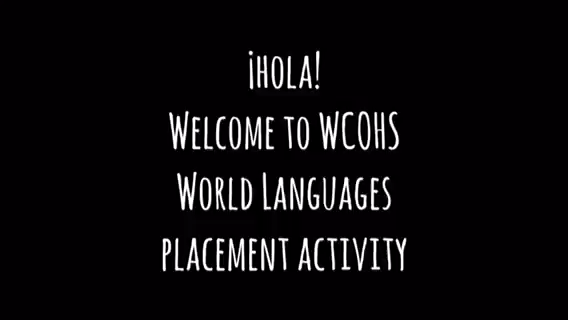 ¡HOLA!
WELCOME TO WCOHS
WORLD LANGUAGES
PLACEMENT ACTIVITY